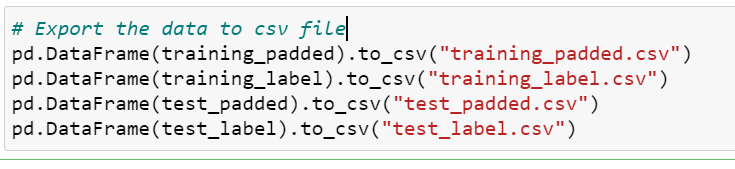 # Export the data to csv file
pd.DataFrame(training_padded).to_csv("training_padded.csv")
pd.DataFrame(training_label).to_csv("training_label.csv")
pd.DataFrame(test_padded).to_csv("test_padded.csv")
pd.DataFrame(test_label).to_csv("test_label.csv")